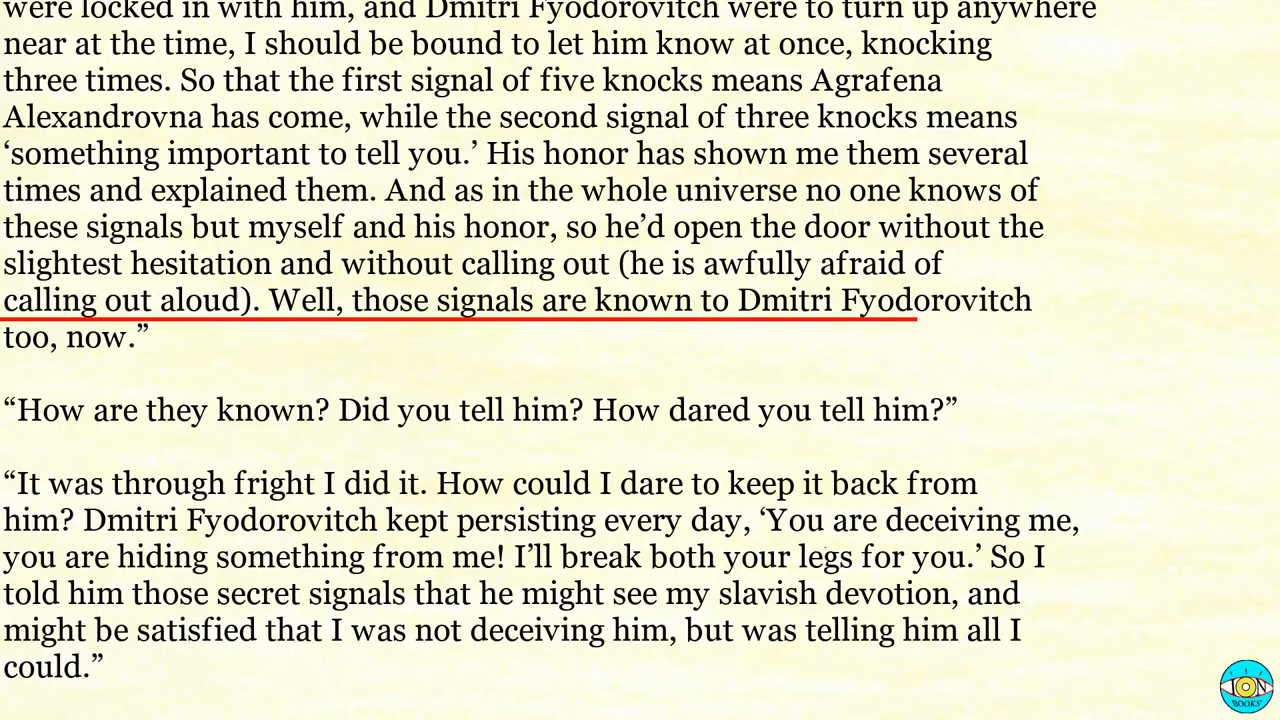 were locked in with him, and Dmitri Fyodorovitch were to turn up anywhere
near at the time, I should be bound to let him know at once, knocking
three times. So that the first signal of five knocks means Agrafena
Alexandrovna has come, while the second signal of three knocks means
‘something important to tell you.’ His honor has shown me them several
times and explained them. And as in the whole universe no one knows of
these signals but myself and his honor, so he’d open the door without the
slightest hesitation and without calling out (he is awfully afraid of
calling out aloud). Well, those signals are known to Dmitri Fyodorovitch
too, now.”
“How are they known? Did you tell him? How dared you tell him?”
“It was through fright I did it. How could I dare to keep it back from
him? Dmitri Fyodorovitch kept persisting every day, ‘You are deceiving me,
you are hiding something from me! I’ll break both your legs for you.’ So I
told him those secret signals that he might see my slavish devotion, and
might be satisfied that I was not deceiving him, but was telling him all I
could.”
ION
BOOKS